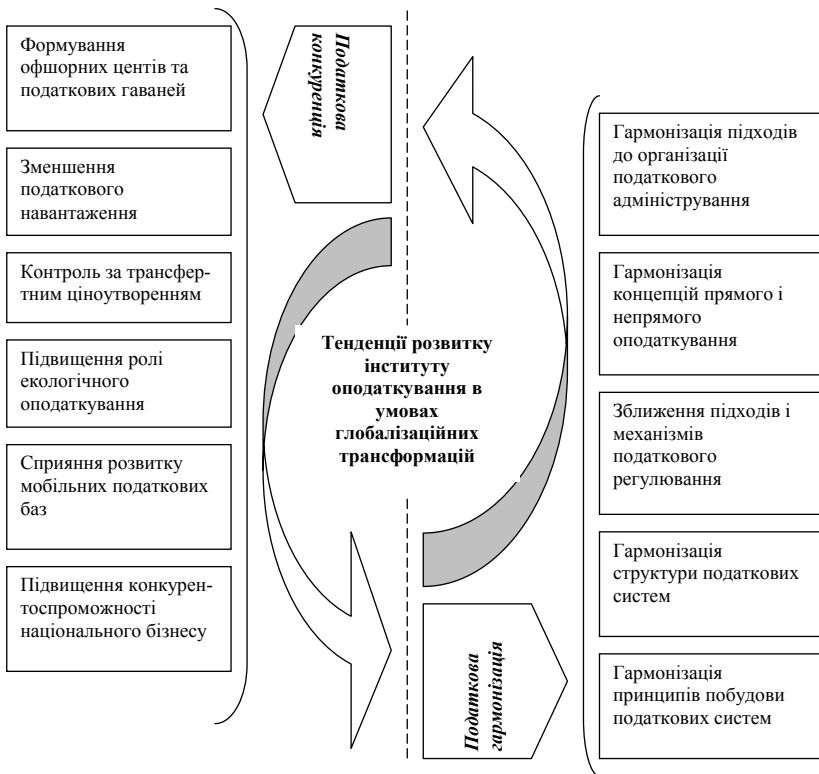 Формування
офшорних центів та
податкових гаваней
Зменшення
податкового
навантаження
Контроль за трансфер-
тним ціноутворенням
Підвищення ролі
екологічного
оподаткування
Сприяння розвитку
мобільних податкових
баз
Підвищення конкурен-
тоспроможності
національного бізнесу
Податкова
конкуренція
Тенденції розвитку
інституту
оподаткування в
умовах
глобалізаційних
трансформацій
Податкова
гармонізація
Гармонізація підходів
до організації
податкового
адміністрування
Гармонізація
концепцій прямого і
непрямого
оподаткування
Зближення підходів і
механізмів
податкового
регулювання
Гармонізація
структури податкових
систем
Гармонізація
принципів побудови
податкових систем